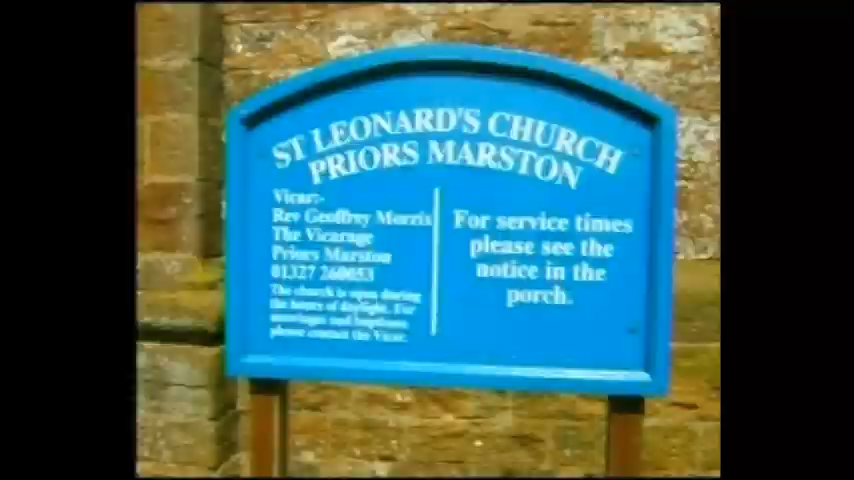 ST LEONARD'S CHURCH
PRIORS MARSTON
Vicar:-
Rev Geoffrey Morris
The Vicarage
Priors Marston
01327 260053
The church is open during
the hours of daylight. For
marriages and baptisms
please contact the Vicar.
For service times
please see the
notice in the
porch.